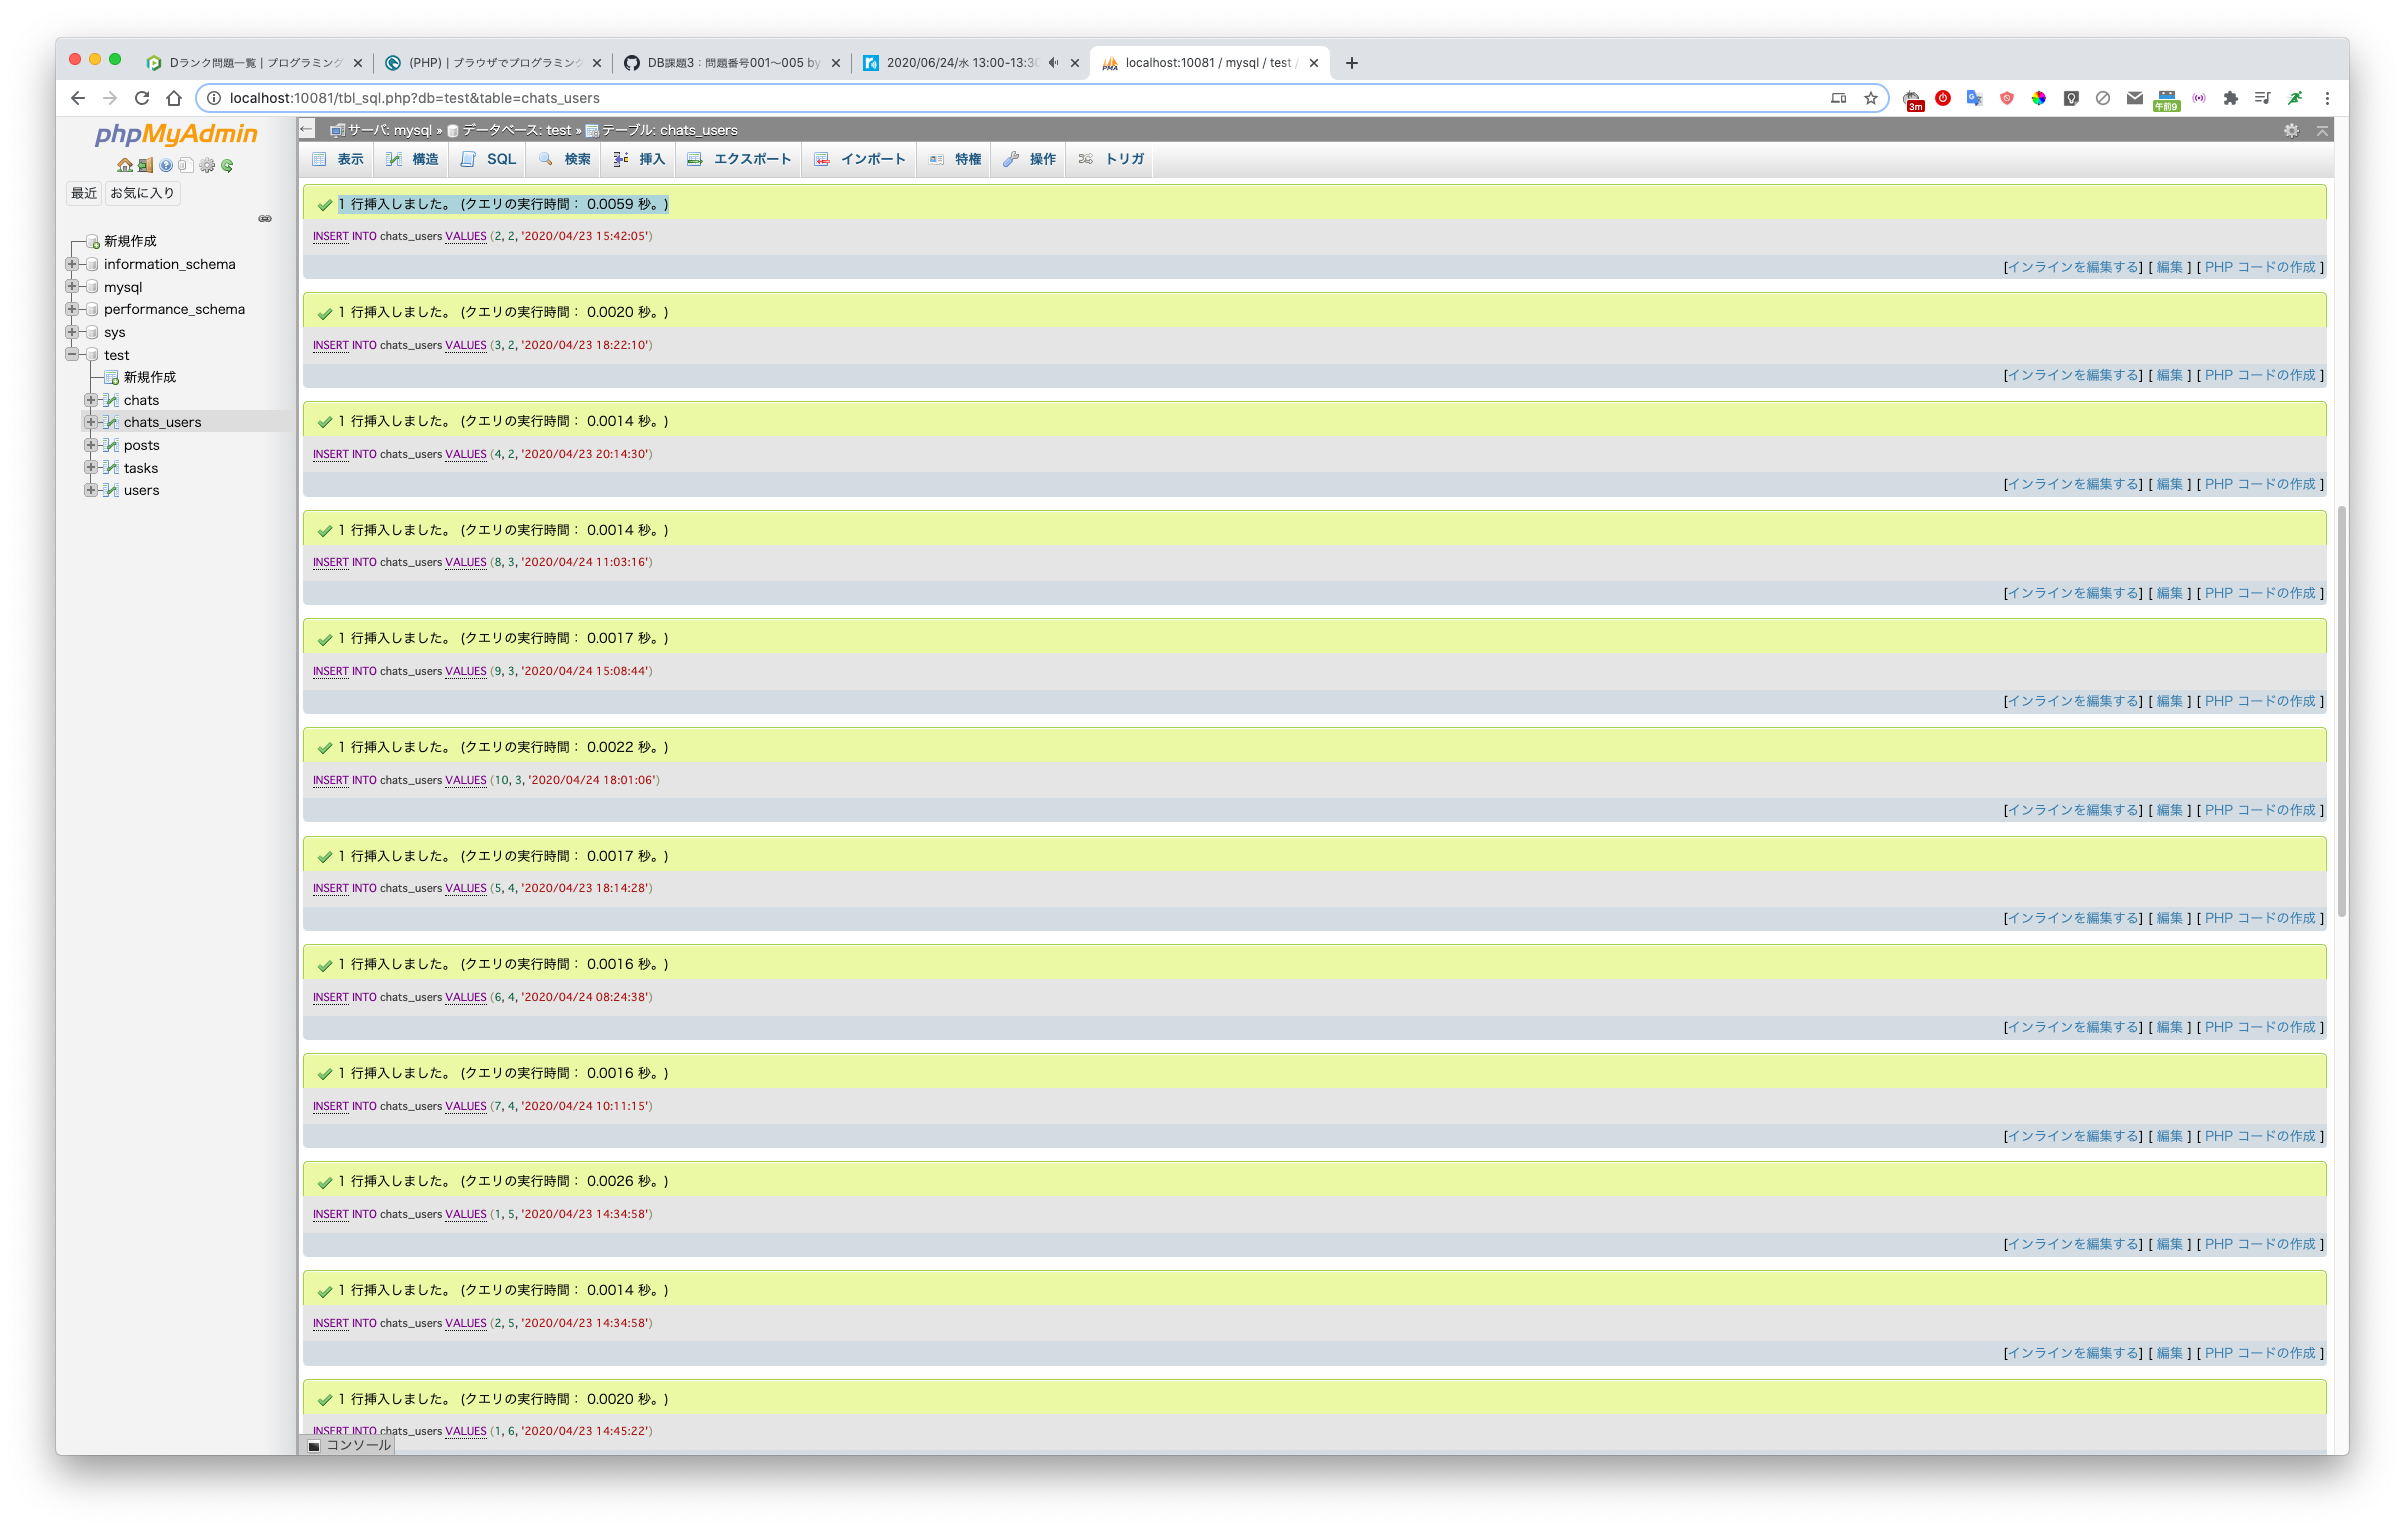 Dランク問題一覧 | プログラミング
(PHP) | ブラウザでプログラミング
DB課題3:問題番号001〜005 by
2020/06/24/水 13:00-13:30
localhost:10081 / mysql / test /
localhost:10081/tbl_sql.php?db=test&table=chats_users
3m
午前9
phpMyAdmin
最近 お気に入り
新規作成
information_schema
mysql
performance_schema
sys
test
新規作成
chats
chats_users
posts
tasks
users
サーバ: mysql » データベース: test » テーブル: chats_users
表示 構造 SQL 検索 挿入 エクスポート インポート 特権 操作 トリガ
1 行挿入しました。 (クエリの実行時間: 0.0059 秒。)
INSERT INTO chats_users VALUES (2, 2, '2020/04/23 15:42:05')
[インラインを編集する] [ 編集 ] [ PHP コードの作成 ]
1 行挿入しました。 (クエリの実行時間: 0.0020 秒。)
INSERT INTO chats_users VALUES (3, 2, '2020/04/23 18:22:10')
[インラインを編集する] [ 編集 ] [ PHP コードの作成 ]
1 行挿入しました。 (クエリの実行時間: 0.0014 秒。)
INSERT INTO chats_users VALUES (4, 2, '2020/04/23 20:14:30')
[インラインを編集する] [ 編集 ] [ PHP コードの作成 ]
1 行挿入しました。 (クエリの実行時間: 0.0014 秒。)
INSERT INTO chats_users VALUES (8, 3, '2020/04/24 11:03:16')
[インラインを編集する] [ 編集 ] [ PHP コードの作成 ]
1 行挿入しました。 (クエリの実行時間: 0.0017 秒。)
INSERT INTO chats_users VALUES (9, 3, '2020/04/24 15:08:44')
[インラインを編集する] [ 編集 ] [ PHP コードの作成 ]
1 行挿入しました。 (クエリの実行時間: 0.0022 秒。)
INSERT INTO chats_users VALUES (10, 3, '2020/04/24 18:01:06')
[インラインを編集する] [ 編集 ] [ PHP コードの作成 ]
1 行挿入しました。 (クエリの実行時間: 0.0017 秒。)
INSERT INTO chats_users VALUES (5, 4, '2020/04/23 18:14:28')
[インラインを編集する] [ 編集 ] [ PHP コードの作成 ]
1 行挿入しました。 (クエリの実行時間: 0.0016 秒。)
INSERT INTO chats_users VALUES (6, 4, '2020/04/24 08:24:38')
[インラインを編集する] [ 編集 ] [ PHP コードの作成 ]
1 行挿入しました。 (クエリの実行時間: 0.0016 秒。)
INSERT INTO chats_users VALUES (7, 4, '2020/04/24 10:11:15')
[インラインを編集する] [ 編集 ] [ PHP コードの作成 ]
1 行挿入しました。 (クエリの実行時間: 0.0026 秒。)
INSERT INTO chats_users VALUES (1, 5, '2020/04/23 14:34:58')
[インラインを編集する] [ 編集 ] [ PHP コードの作成 ]
1 行挿入しました。 (クエリの実行時間: 0.0014 秒。)
INSERT INTO chats_users VALUES (2, 5, '2020/04/23 14:34:58')
[インラインを編集する] [ 編集 ] [ PHP コードの作成 ]
1 行挿入しました。 (クエリの実行時間: 0.0020 秒。)
INSERT INTO chats_users VALUES (1, 6, '2020/04/23 14:45:22')
コンソール